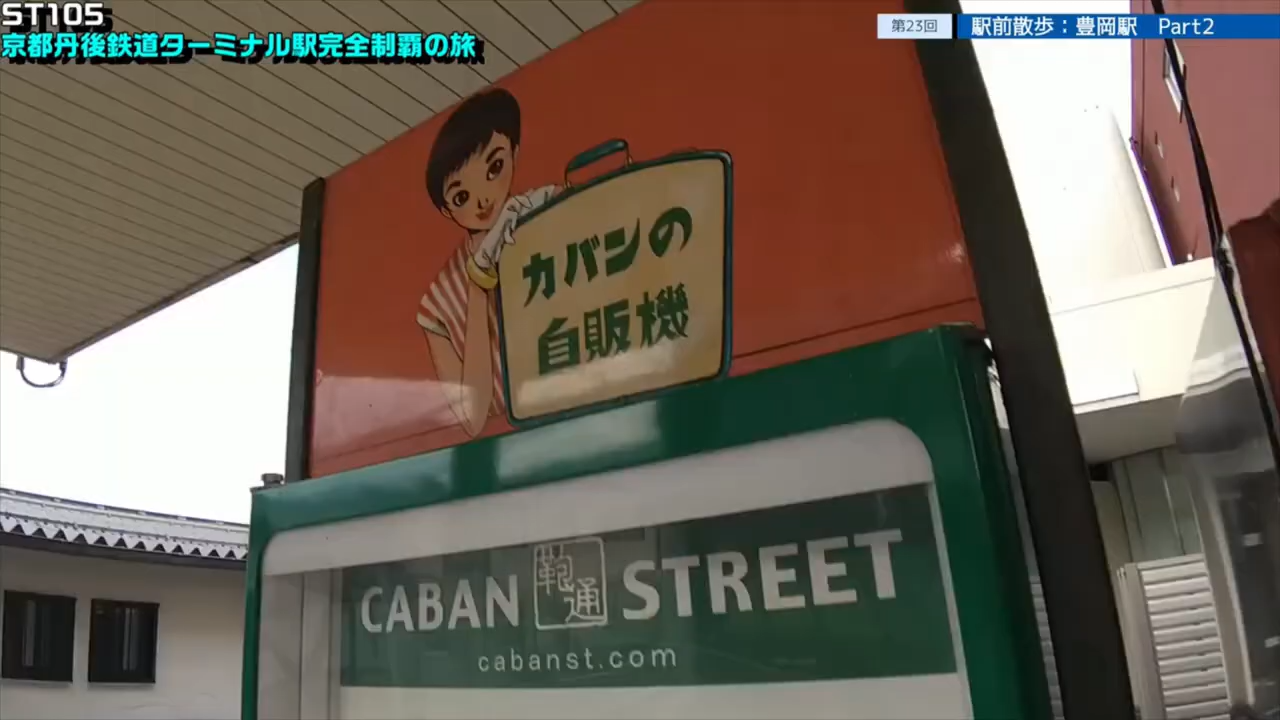 ST105
京都丹後鉄道ターミナル駅完全制覇の旅
第23回
駅前散歩：豊岡駅 Part2
カバンの
自販機
CABAN 鞄通 STREET
cabanst.com